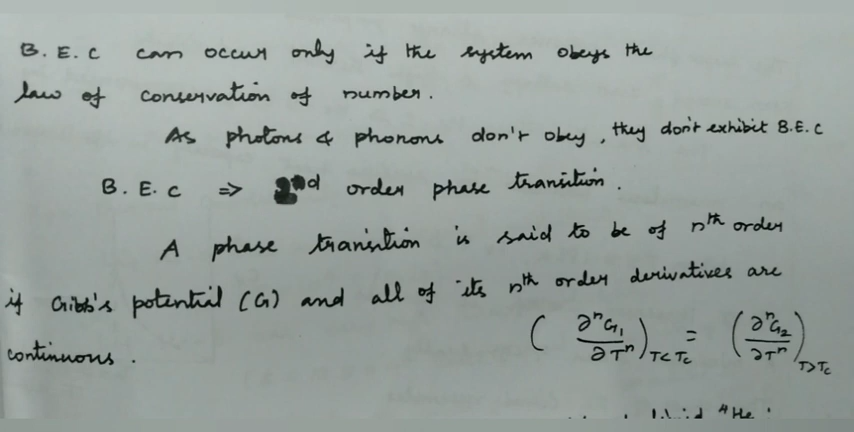 B. E. C can occur only if the system obeys the
law of conservation of number.
As photons & phonons don't obey, they don't exhibit B.E.C
B. E. C ⇒ 2nd order phase transition.
A phase transition is said to be of nth order
if Gibb's potential (G) and all of its nth order derivatives are
continuous. (∂ⁿG₁/∂Tⁿ)T<Tc = (∂ⁿG₂/∂Tⁿ)T>Tc
⁴He